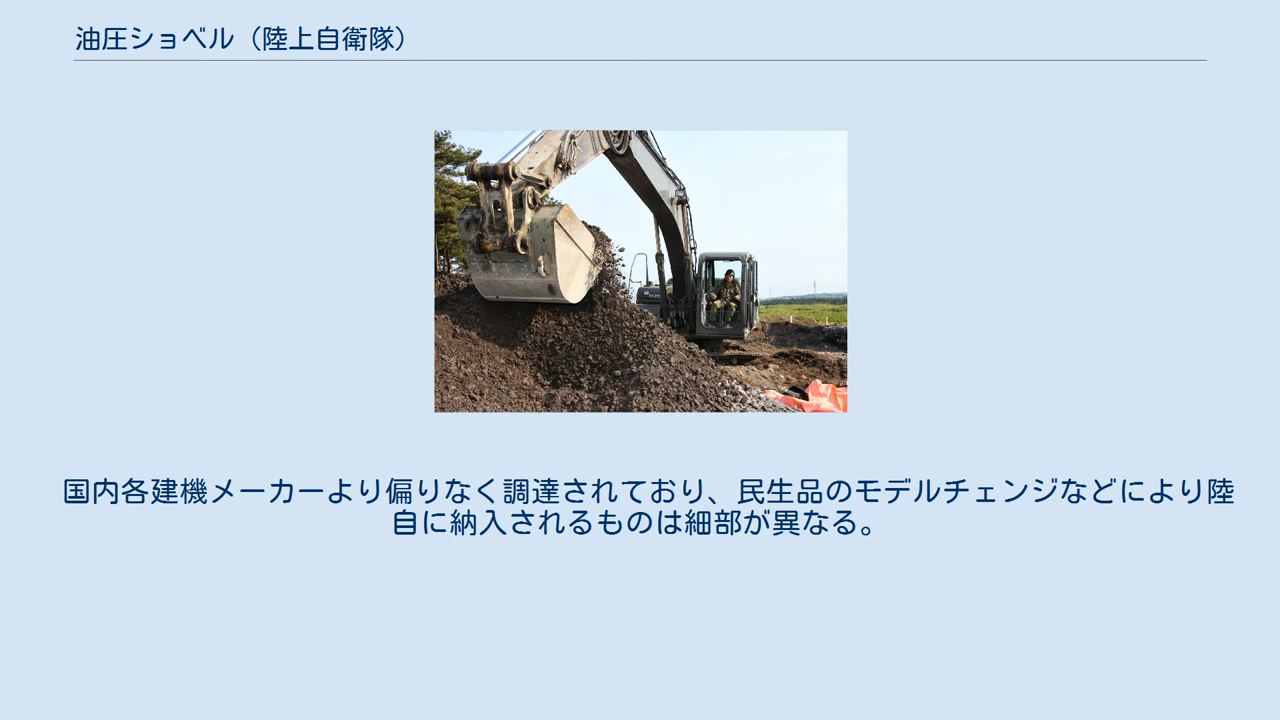 油圧ショベル（陸上自衛隊）
国内各建機メーカーより偏りなく調達されており、民生品のモデルチェンジなどにより陸
自に納入されるものは細部が異なる。